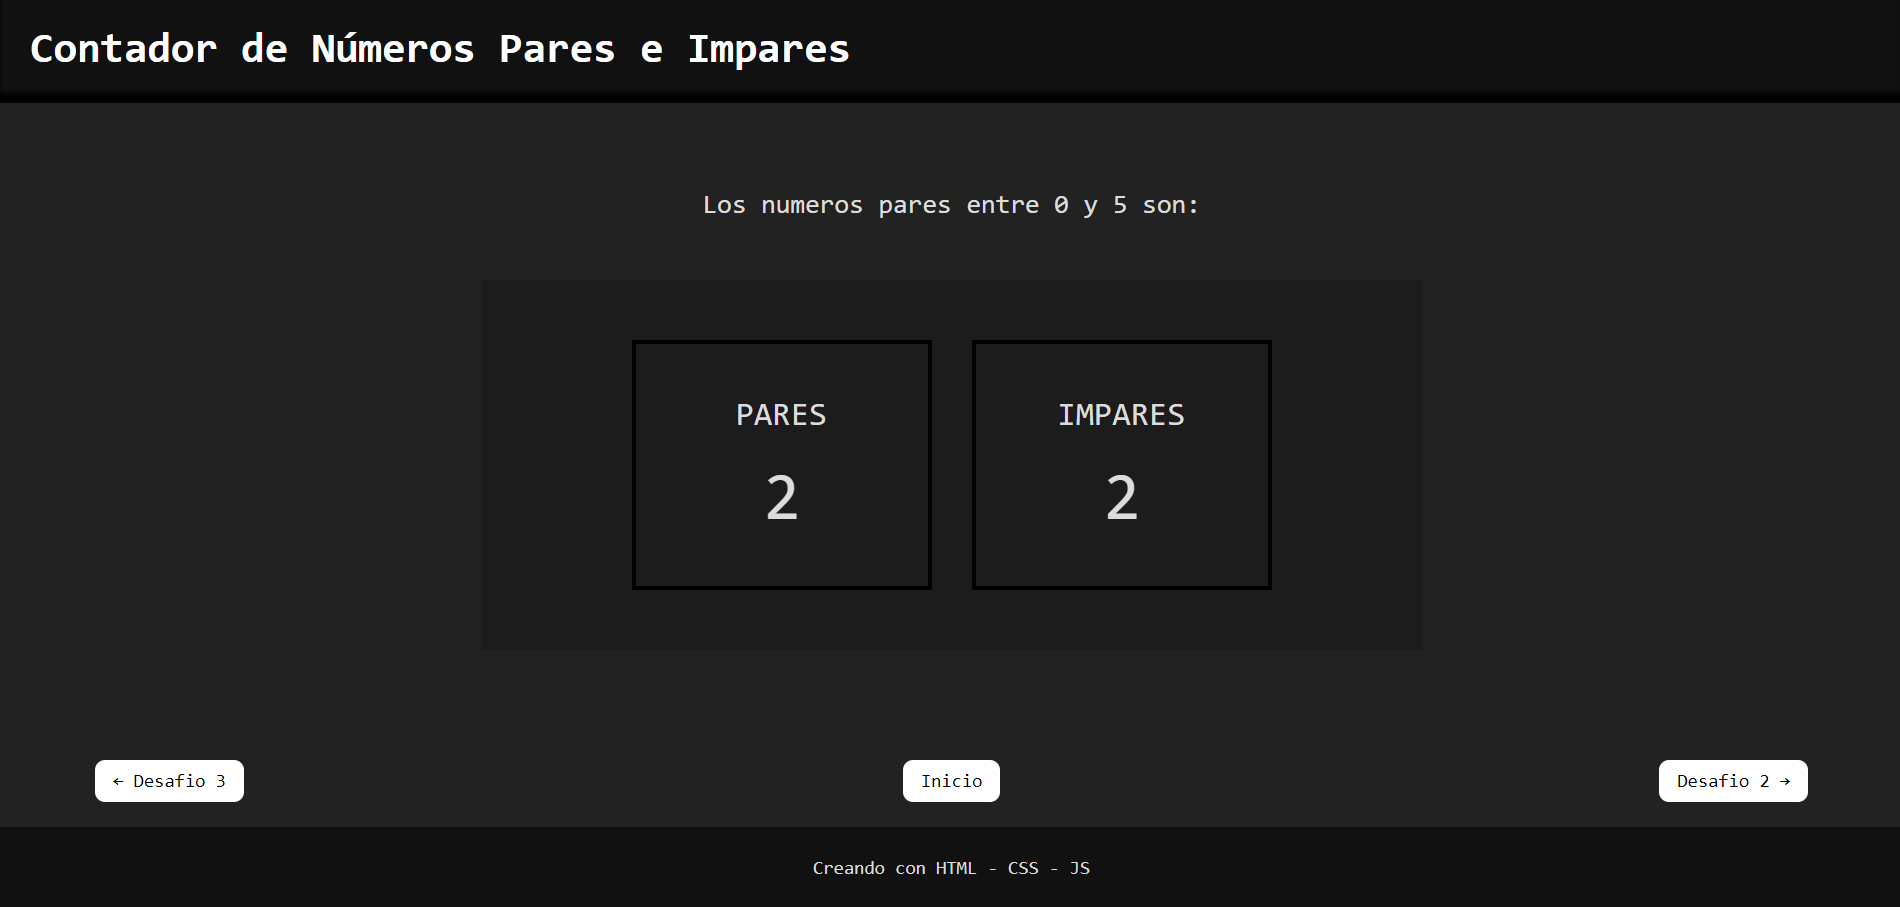 Contador de Números Pares e Impares
Los numeros pares entre 0 y 5 son:
PARES
2
IMPARES
2
← Desafio 3
Inicio
Desafio 2 →
Creando con HTML - CSS - JS